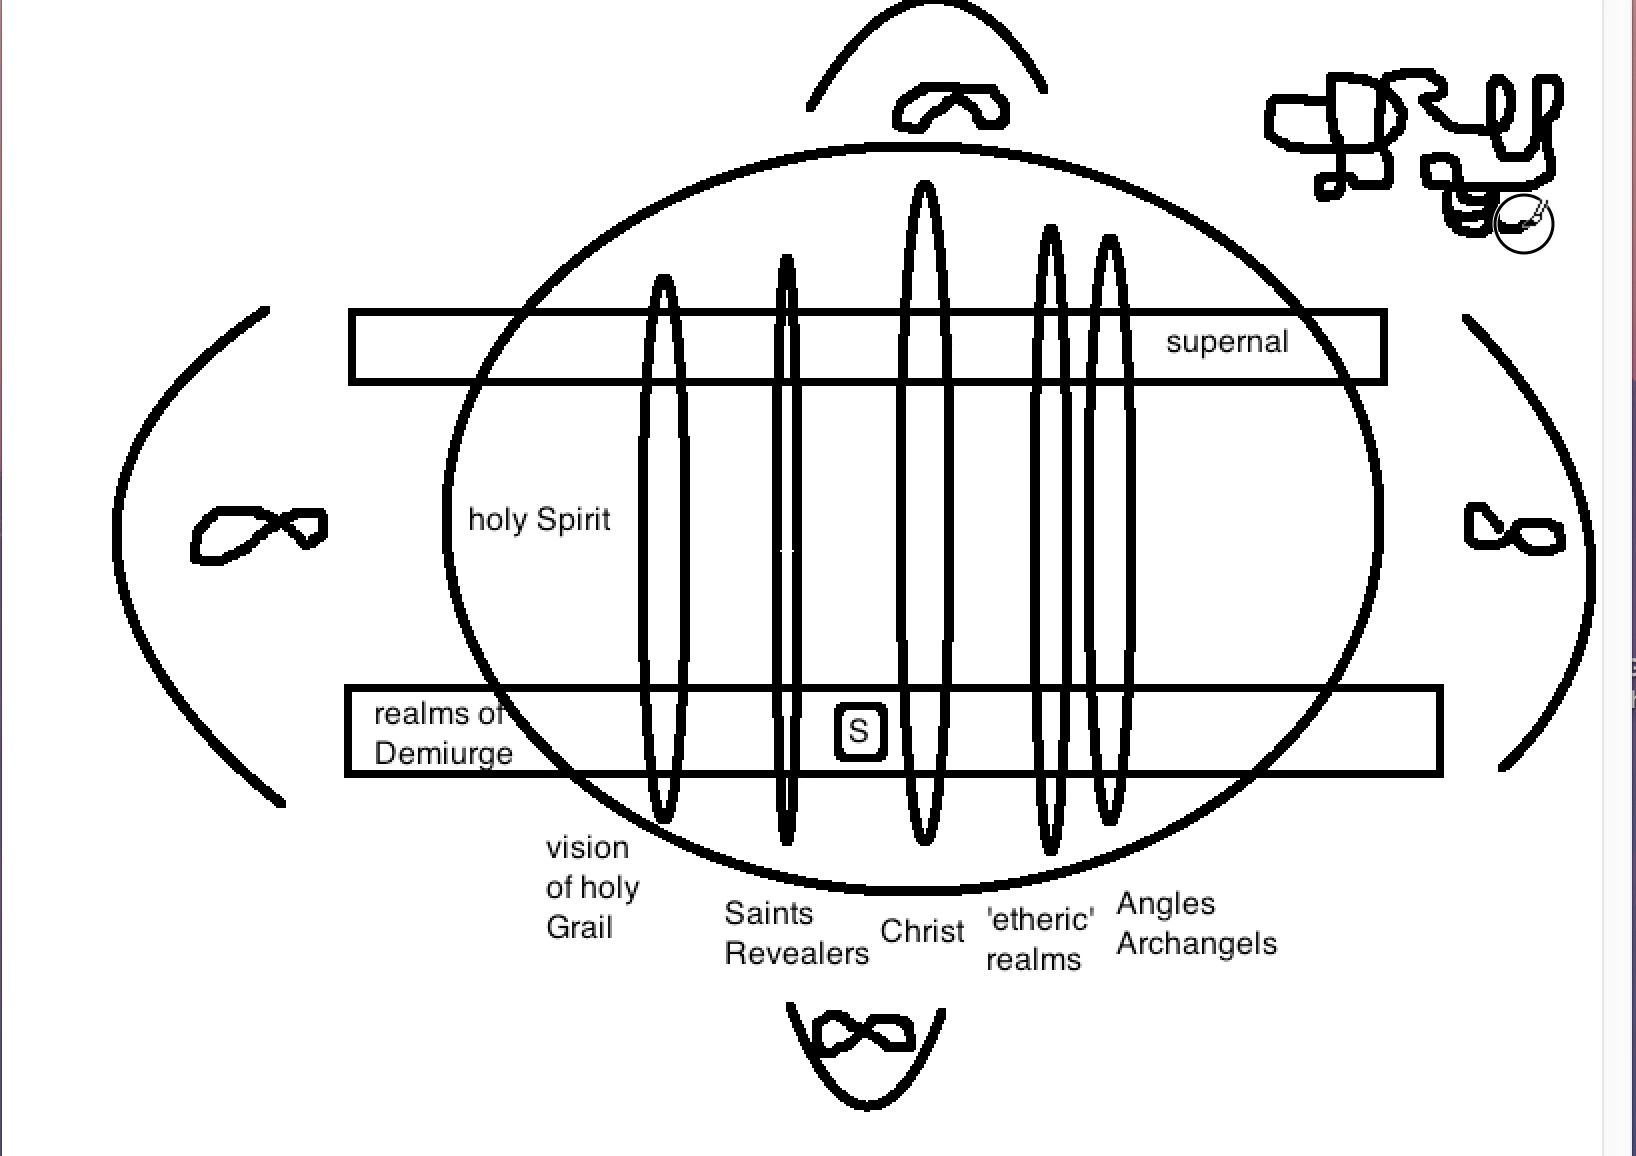 supernal
holy Spirit
realms of
Demiurge
S
vision
of holy
Grail
Saints
Revealers
Christ
'etheric'
realms
Angles
Archangels